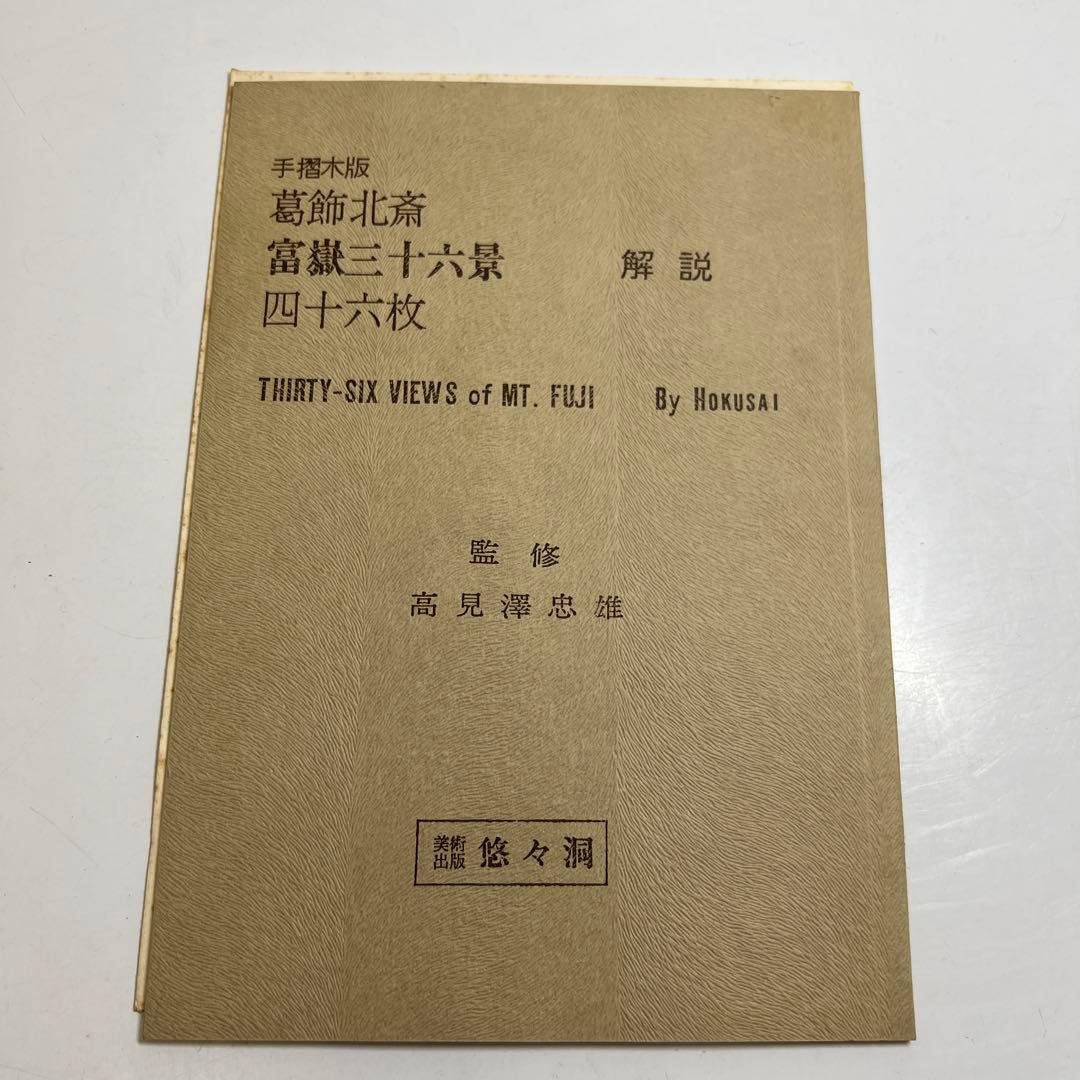 手摺木版
葛飾北斎
富嶽三十六景 解説
四十六枚
THIRTY-SIX VIEWS of MT. FUJI By HOKUSAI
監修
高見澤忠雄
美術出版 悠々洞